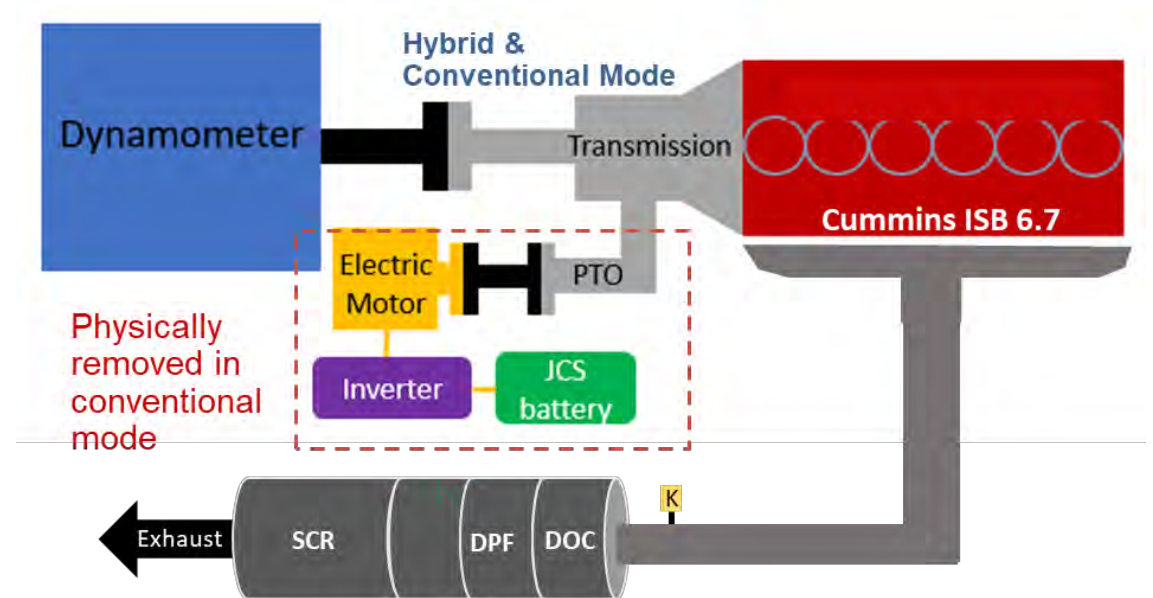 Hybrid &
Conventional Mode
Dynamometer
Transmission
Cummins ISB 6.7
Electric
Motor
PTO
Physically
removed in
conventional
mode
Inverter
JCS
battery
K
Exhaust
SCR
DPF
DOC